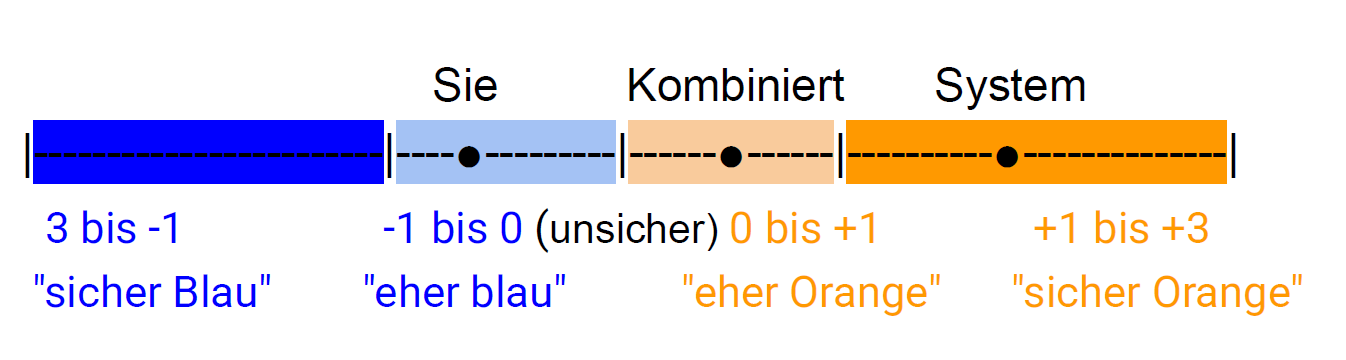 Sie Kombiniert System
|------------------------|----●---------|------●------|----------●--------------|
3 bis -1 -1 bis 0 (unsicher) 0 bis +1 +1 bis +3
"sicher Blau" "eher blau" "eher Orange" "sicher Orange"